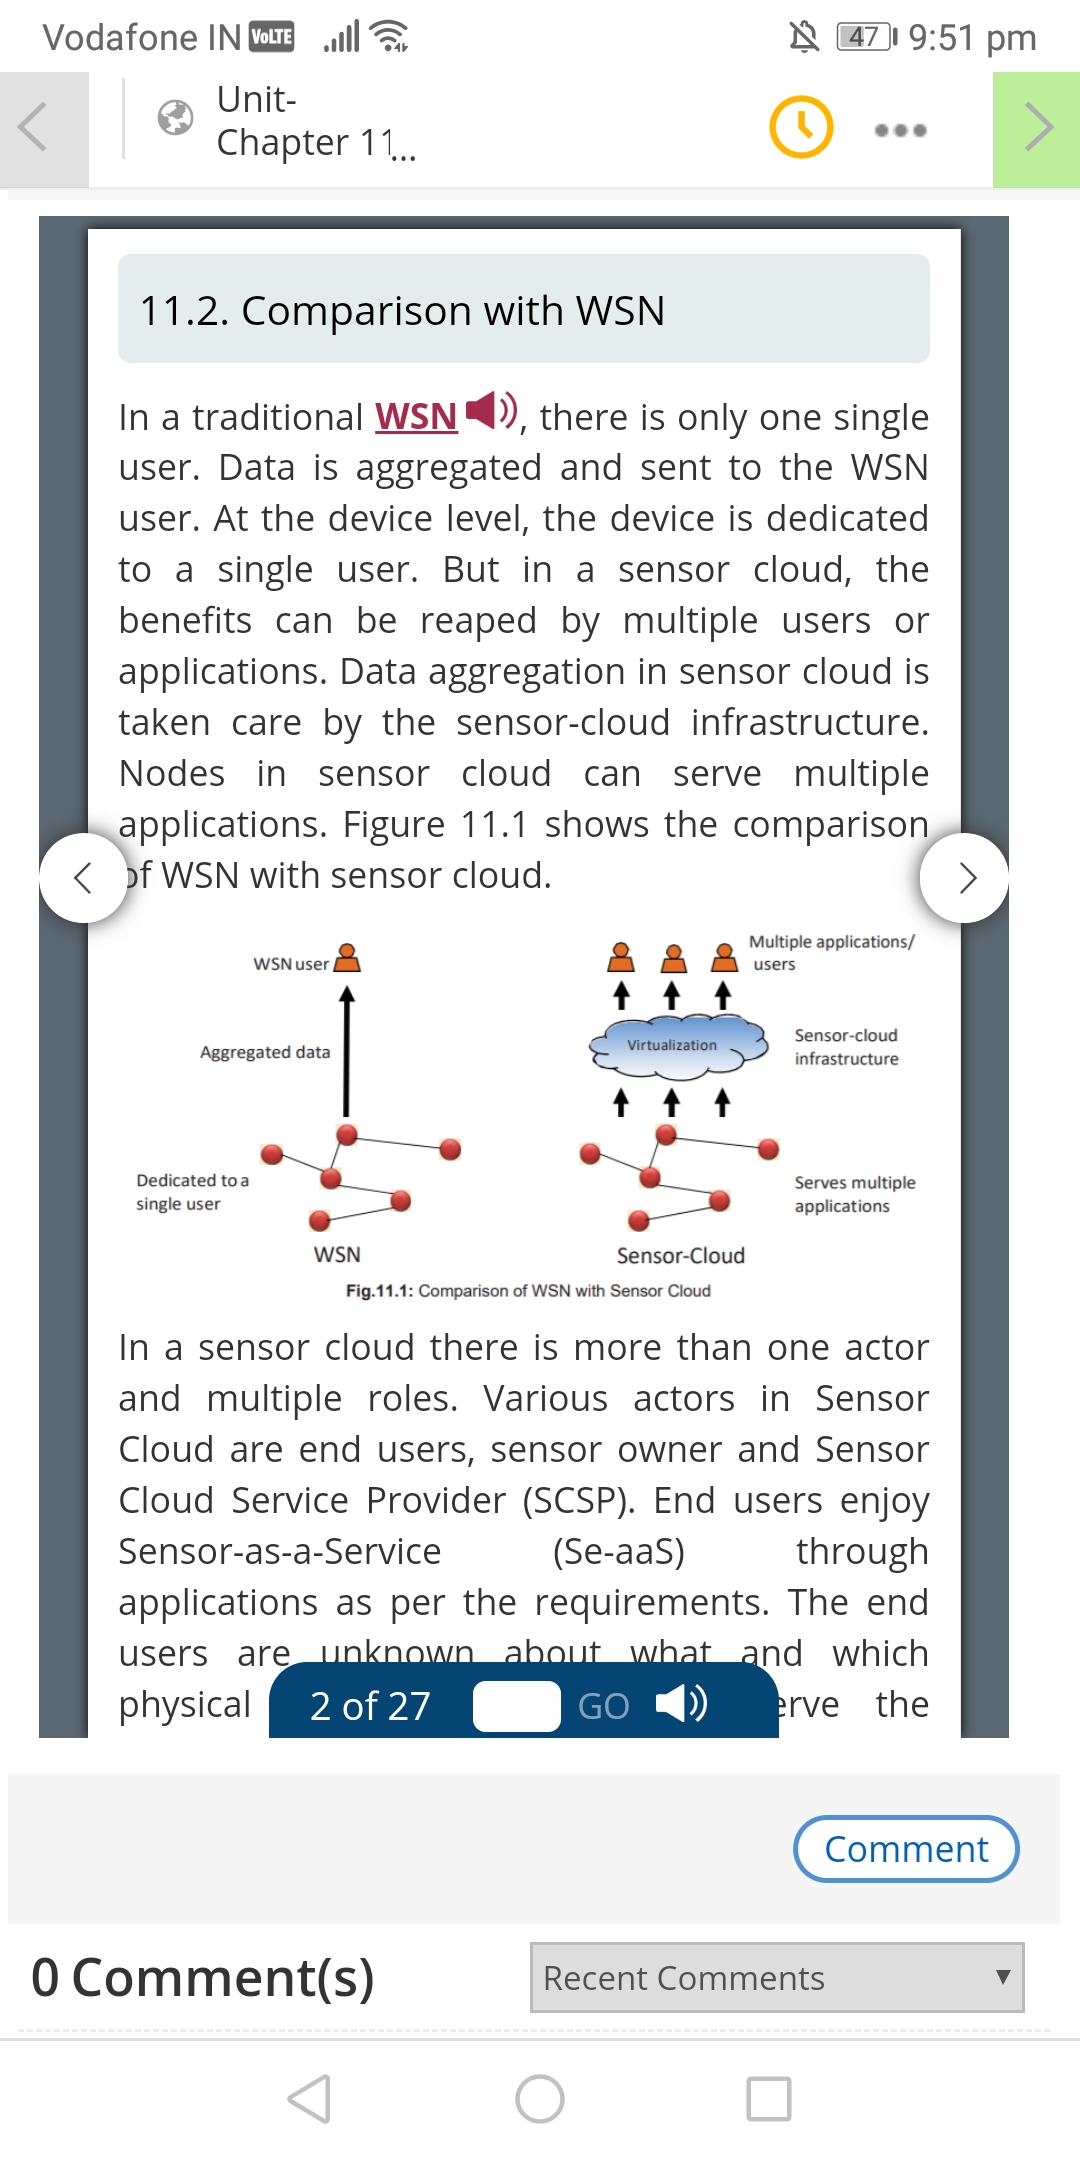 Vodafone IN VoLTE 47 9:51 pm
Unit-
Chapter 11...
11.2. Comparison with WSN
In a traditional WSN, there is only one single
user. Data is aggregated and sent to the WSN
user. At the device level, the device is dedicated
to a single user. But in a sensor cloud, the
benefits can be reaped by multiple users or
applications. Data aggregation in sensor cloud is
taken care by the sensor-cloud infrastructure.
Nodes in sensor cloud can serve multiple
applications. Figure 11.1 shows the comparison
of WSN with sensor cloud.
WSN user
Aggregated data
Dedicated to a
single user
WSN
Multiple applications/
users
Virtualization
Sensor-cloud
infrastructure
Serves multiple
applications
Sensor-Cloud
Fig.11.1: Comparison of WSN with Sensor Cloud
In a sensor cloud there is more than one actor
and multiple roles. Various actors in Sensor
Cloud are end users, sensor owner and Sensor
Cloud Service Provider (SCSP). End users enjoy
Sensor-as-a-Service (Se-aaS) through
applications as per the requirements. The end
users are unknown about what and which
physical erve the
2 of 27 GO
Comment
0 Comment(s)
Recent Comments